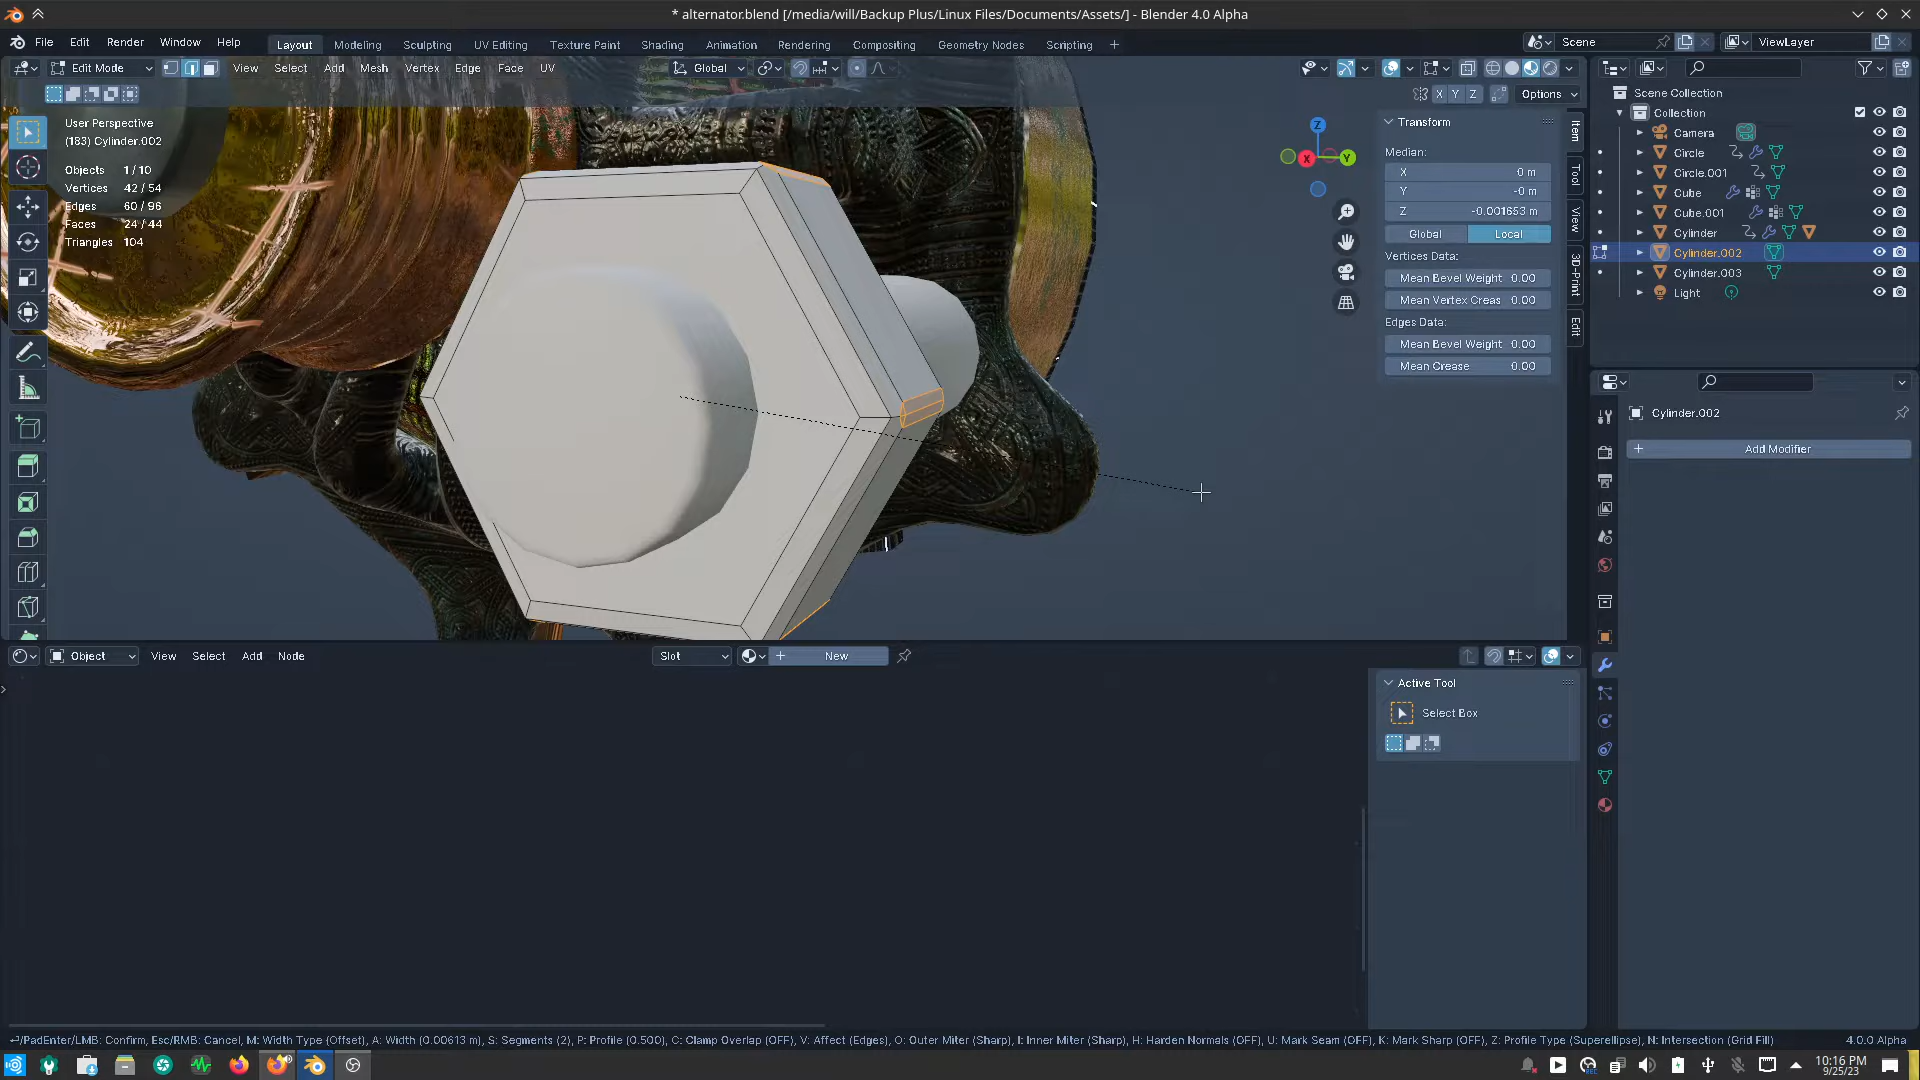 * alternator.blend [/media/will/Backup Plus/Linux Files/Documents/Assets/] - Blender 4.0 Alpha
File Edit Render Window Help Layout Modeling Sculpting UV Editing Texture Paint Shading Animation Rendering Compositing Geometry Nodes Scripting + Scene ViewLayer
Edit Mode View Select Add Mesh Vertex Edge Face UV Global
X Y Z Options
User Perspective
(183) Cylinder.002
Objects 1 / 10
Vertices 42 / 54
Edges 60 / 96
Faces 24 / 44
Triangles 104
Z
X
Y
Transform
Median:
X 0 m
Y -0 m
Z -0.001653 m
Global Local
Vertices Data:
Mean Bevel Weight 0.00
Mean Vertex Creas 0.00
Edges Data:
Mean Bevel Weight 0.00
Mean Crease 0.00
Item
Tool
View
3D-Print
Edit
Scene Collection
Collection
Camera
Circle
Circle.001
Cube
Cube.001
Cylinder
Cylinder.002
Cylinder.003
Light
Cylinder.002
+ Add Modifier
Object View Select Add Node Slot + New
Active Tool
Select Box
⏎/PadEnter/LMB: Confirm, Esc/RMB: Cancel, M: Width Type (Offset), A: Width (0.00613 m), S: Segments (2), P: Profile (0.500), C: Clamp Overlap (OFF), V: Affect (Edges), O: Outer Miter (Sharp), I: Inner Miter (Sharp), H: Harden Normals (OFF), U: Mark Seam (OFF), K: Mark Sharp (OFF), Z: Profile Type (Superellipse), N: Intersection (Grid Fill) 4.0.0 Alpha
10:16 PM
9/25/23